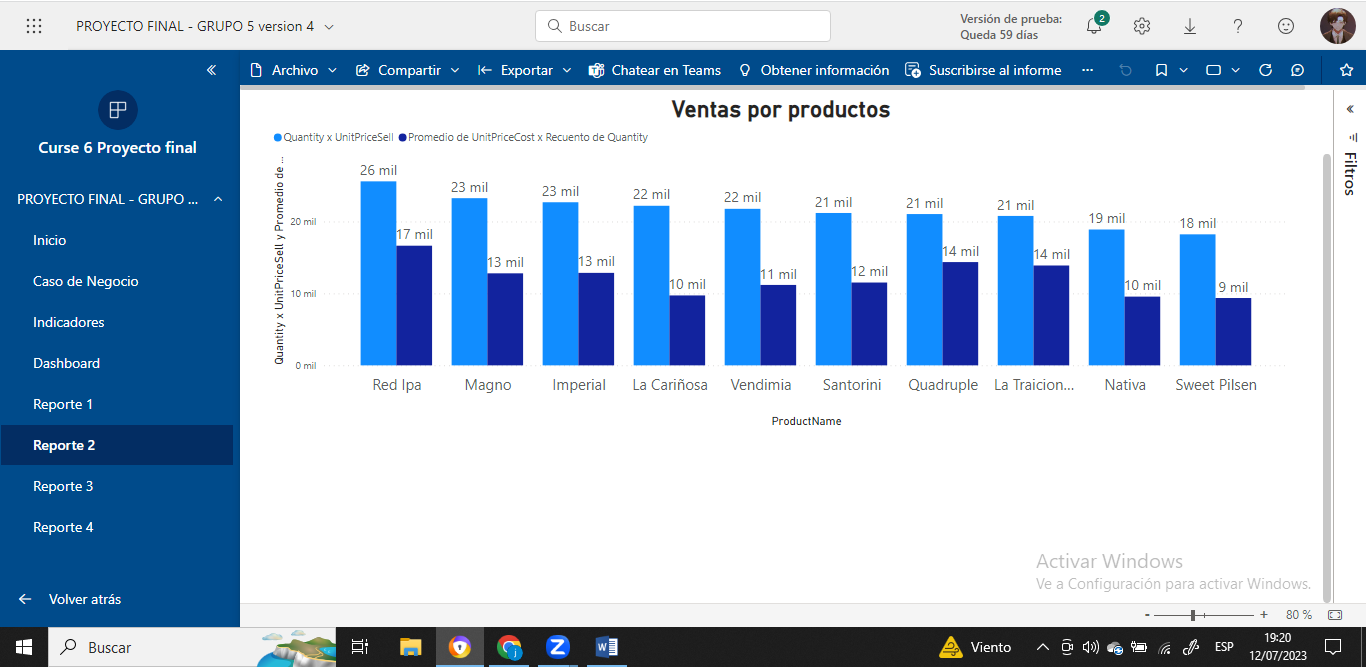 PROYECTO FINAL - GRUPO 5 version 4
Buscar
Versión de prueba:
Queda 59 días
2
Archivo
Compartir
Exportar
Chatear en Teams
Obtener información
Suscribirse al informe
Curse 6 Proyecto final
PROYECTO FINAL - GRUPO ...
Inicio
Caso de Negocio
Indicadores
Dashboard
Reporte 1
Reporte 2
Reporte 3
Reporte 4
Volver atrás
Ventas por productos
Quantity x UnitPriceSell Promedio de UnitPriceCost x Recuento de Quantity
Quantity x UnitPriceSell y Promedio de ...
20 mil
10 mil
0 mil
26 mil
17 mil
23 mil
13 mil
23 mil
13 mil
22 mil
10 mil
22 mil
11 mil
21 mil
12 mil
21 mil
14 mil
21 mil
14 mil
19 mil
10 mil
18 mil
9 mil
Red Ipa
Magno
Imperial
La Cariñosa
Vendimia
Santorini
Quadruple
La Traicion...
Nativa
Sweet Pilsen
ProductName
Filtros
Activar Windows
Ve a Configuración para activar Windows.
- + 80 %
Buscar
Viento
ESP
19:20
12/07/2023